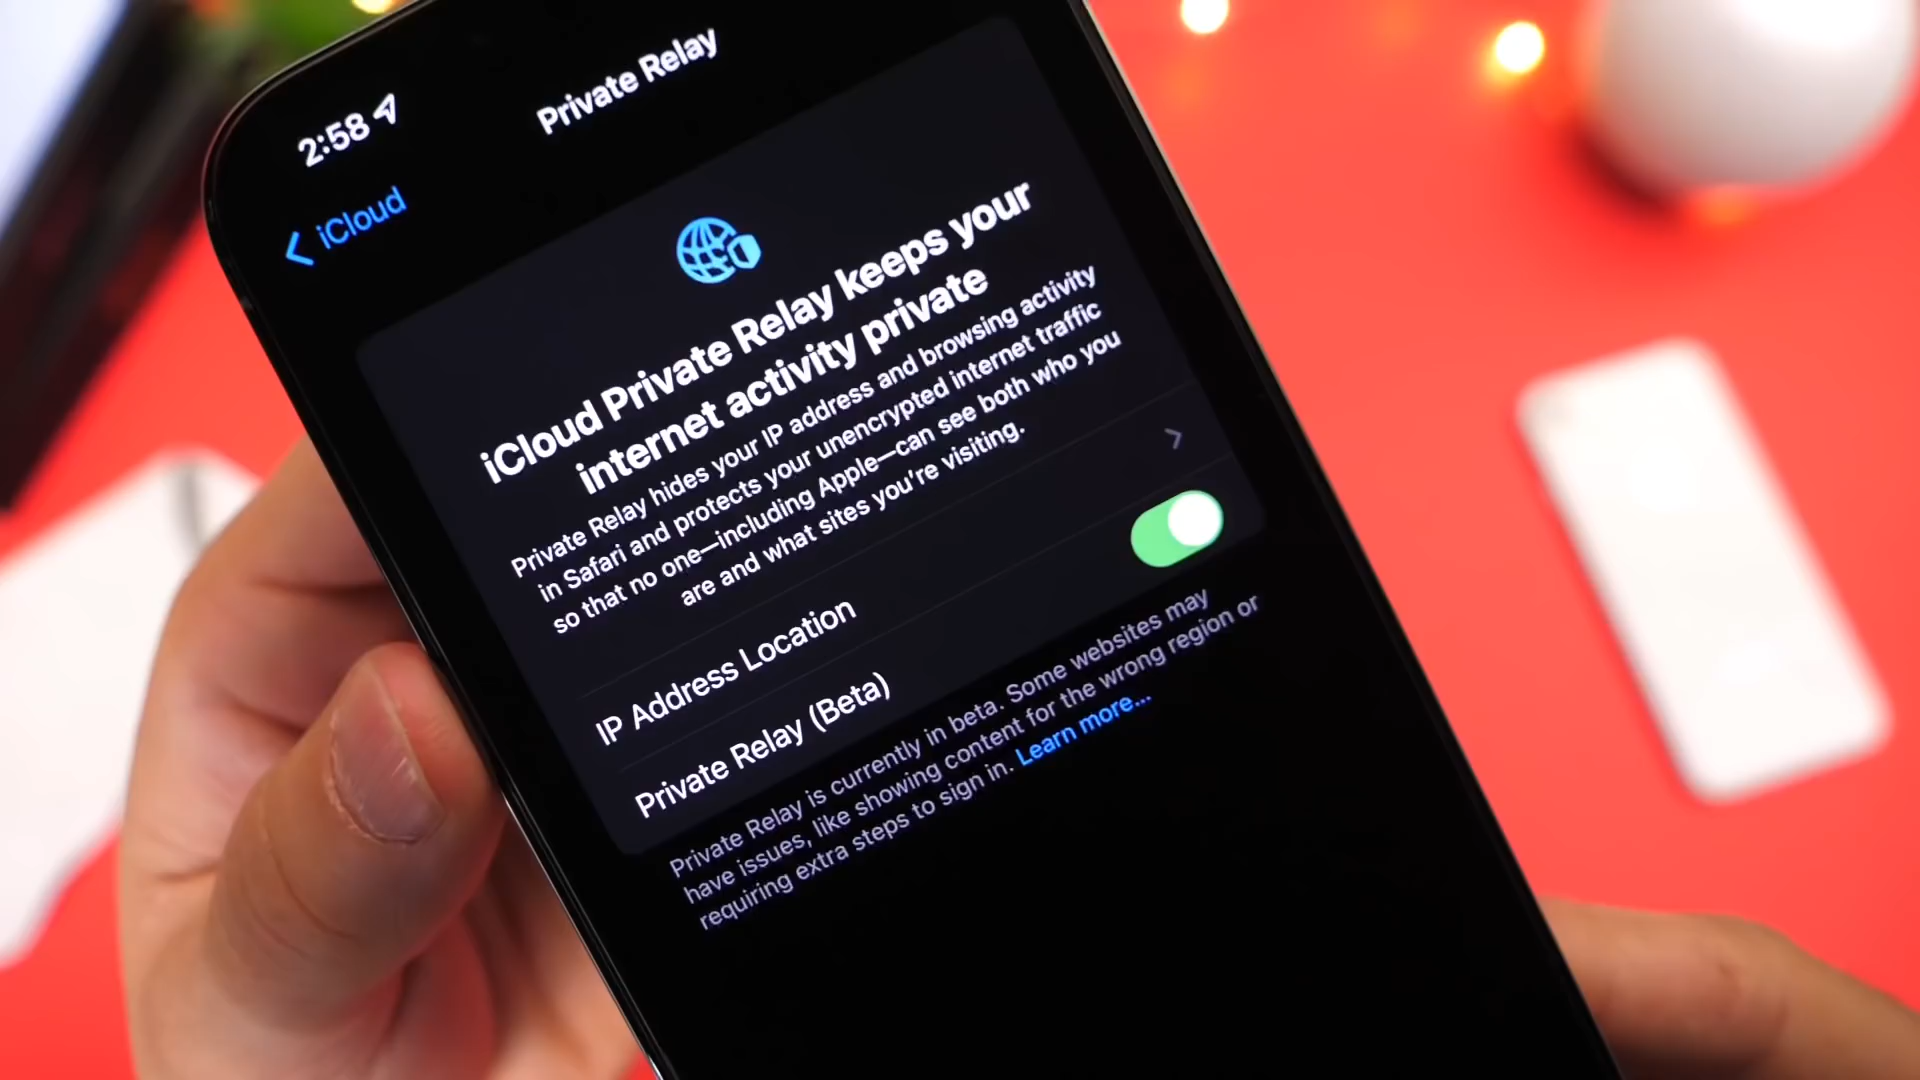 2:58
Private Relay
iCloud
iCloud Private Relay keeps your
internet activity private
Private Relay hides your IP address and browsing activity
in Safari and protects your unencrypted internet traffic
so that no one—including Apple—can see both who you
are and what sites you're visiting.
IP Address Location
Private Relay (Beta)
Private Relay is currently in beta. Some websites may
have issues, like showing content for the wrong region or
requiring extra steps to sign in. Learn more...